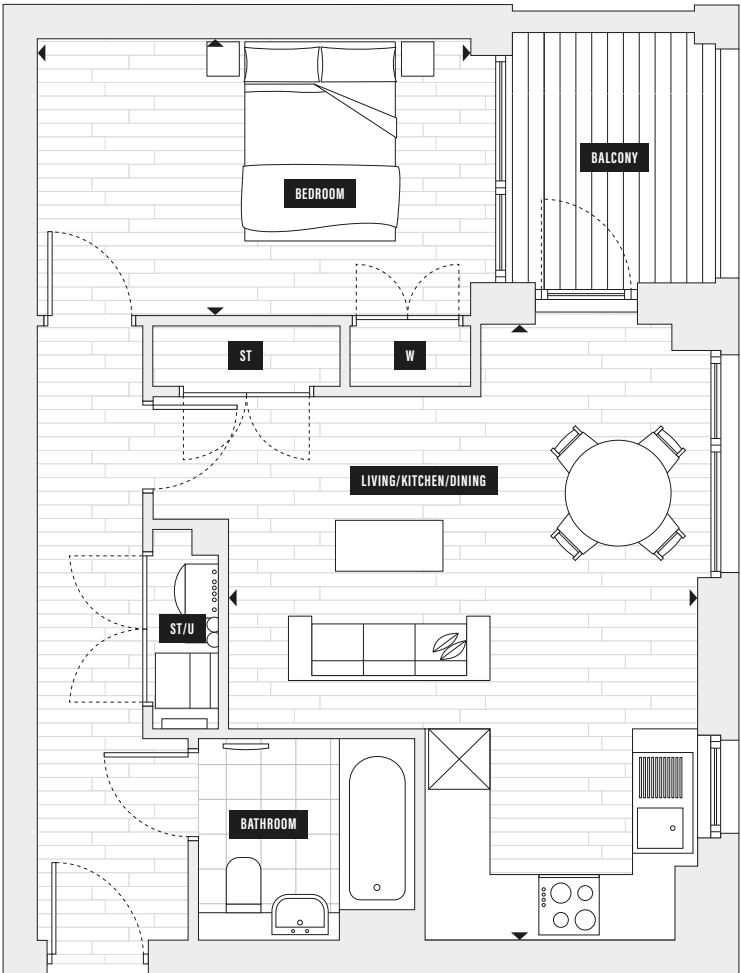 BALCONY
BEDROOM
ST
W
LIVING/KITCHEN/DINING
ST/U
BATHROOM